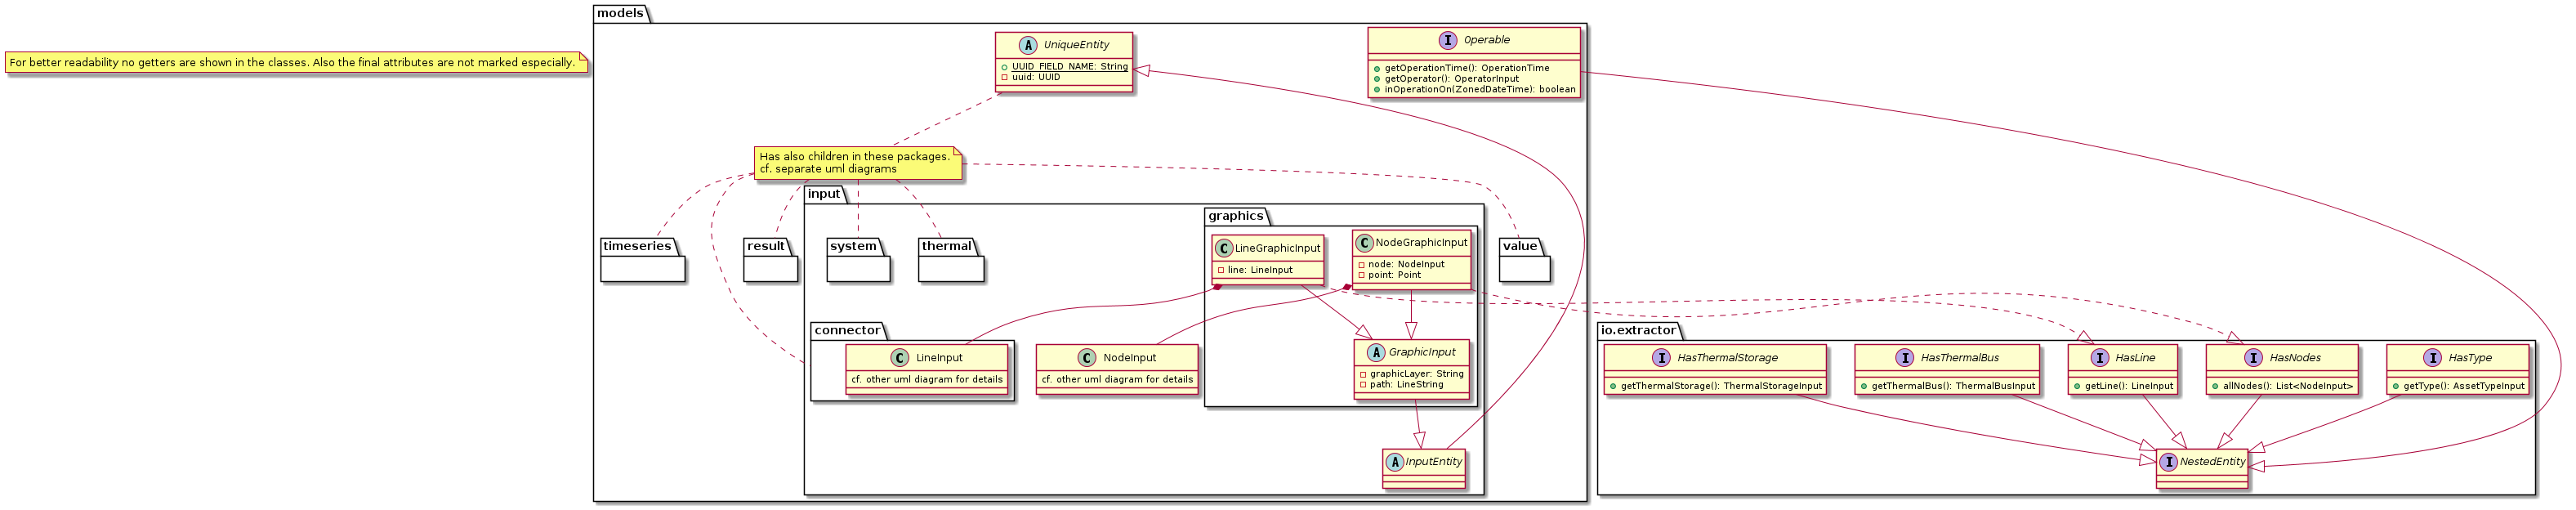 models
For better readability no getters are shown in the classes. Also the final attributes are not marked especially.
A UniqueEntity
UUID_FIELD_NAME: String
uuid: UUID
I Operable
getOperationTime(): OperationTime
getOperator(): OperatorInput
inOperationOn(ZonedDateTime): boolean
Has also children in these packages.
cf. separate uml diagrams
input
graphics
timeseries
result
system
thermal
C LineGraphicInput
line: LineInput
C NodeGraphicInput
node: NodeInput
point: Point
value
connector
C LineInput
cf. other uml diagram for details
C NodeInput
cf. other uml diagram for details
A GraphicInput
graphicLayer: String
path: LineString
A InputEntity
io.extractor
I HasThermalStorage
getThermalStorage(): ThermalStorageInput
I HasThermalBus
getThermalBus(): ThermalBusInput
I HasLine
getLine(): LineInput
I HasNodes
allNodes(): List<NodeInput>
I HasType
getType(): AssetTypeInput
I NestedEntity